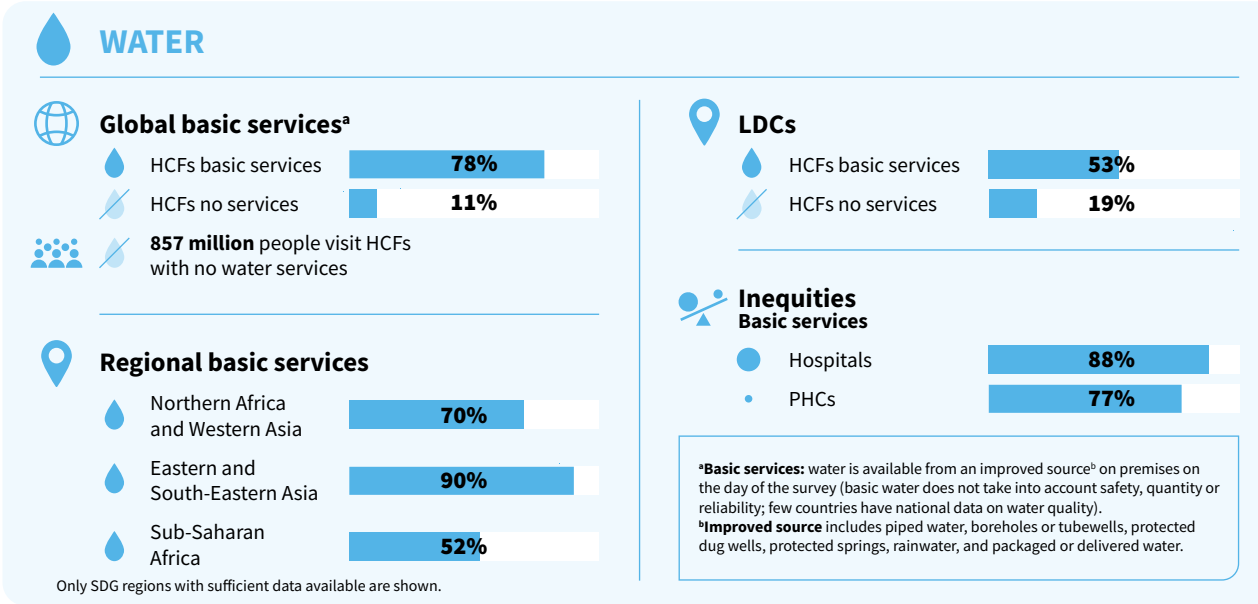 WATER
Global basic servicesᵃ
HCFs basic services 78%
HCFs no services 11%
857 million people visit HCFs
with no water services
Regional basic services
Northern Africa
and Western Asia 70%
Eastern and
South-Eastern Asia 90%
Sub-Saharan
Africa 52%
Only SDG regions with sufficient data available are shown.
LDCs
HCFs basic services 53%
HCFs no services 19%
Inequities
Basic services
Hospitals 88%
PHCs 77%
ᵃBasic services: water is available from an improved sourceᵇ on premises on
the day of the survey (basic water does not take into account safety, quantity or
reliability; few countries have national data on water quality).
ᵇImproved source includes piped water, boreholes or tubewells, protected
dug wells, protected springs, rainwater, and packaged or delivered water.